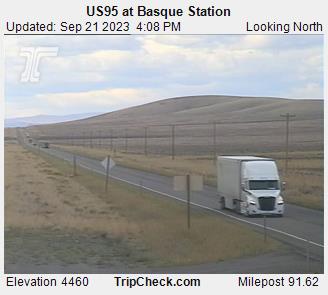 US95 at Basque Station
Updated: Sep 21 2023 4:08 PM Looking North
Elevation 4460 TripCheck.com Milepost 91.62